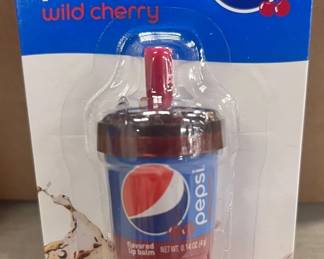 wild cherry
pepsi
flavored
lip balm
NET WT. 0.14 OZ (4 g)